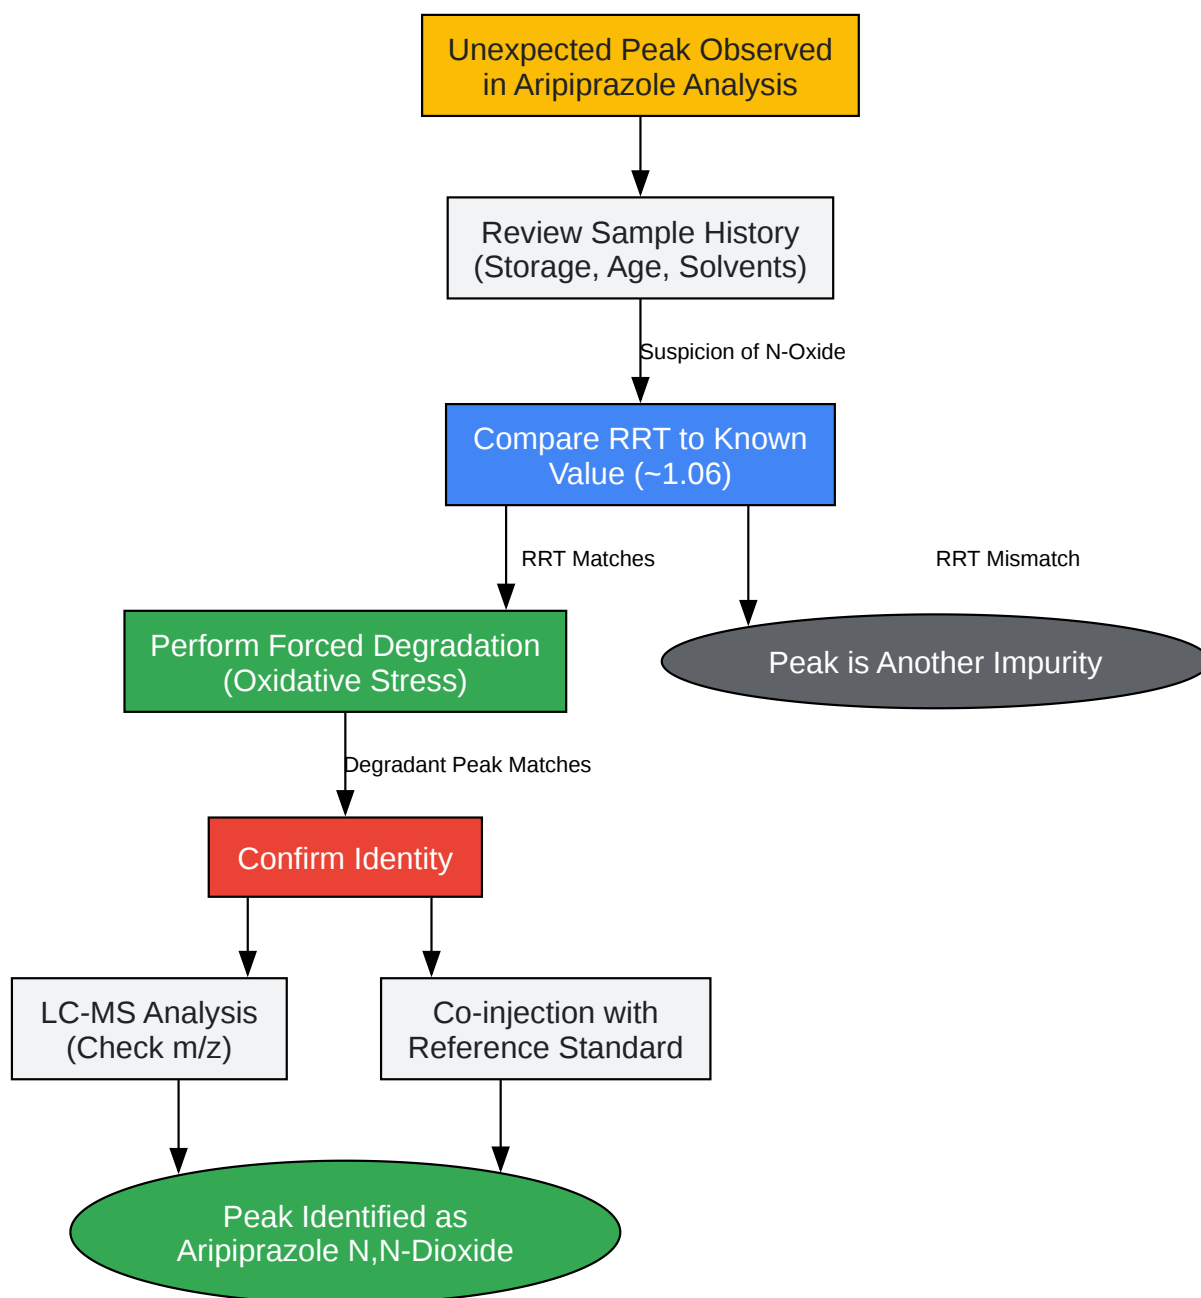 Unexpected Peak Observed
in Aripiprazole Analysis
Review Sample History
(Storage, Age, Solvents)
Suspicion of N-Oxide
Compare RRT to Known
Value (~1.06)
RRT Matches
RRT Mismatch
Perform Forced Degradation
(Oxidative Stress)
Peak is Another Impurity
Degradant Peak Matches
Confirm Identity
LC-MS Analysis
(Check m/z)
Co-injection with
Reference Standard
Peak Identified as
Aripiprazole N,N-Dioxide